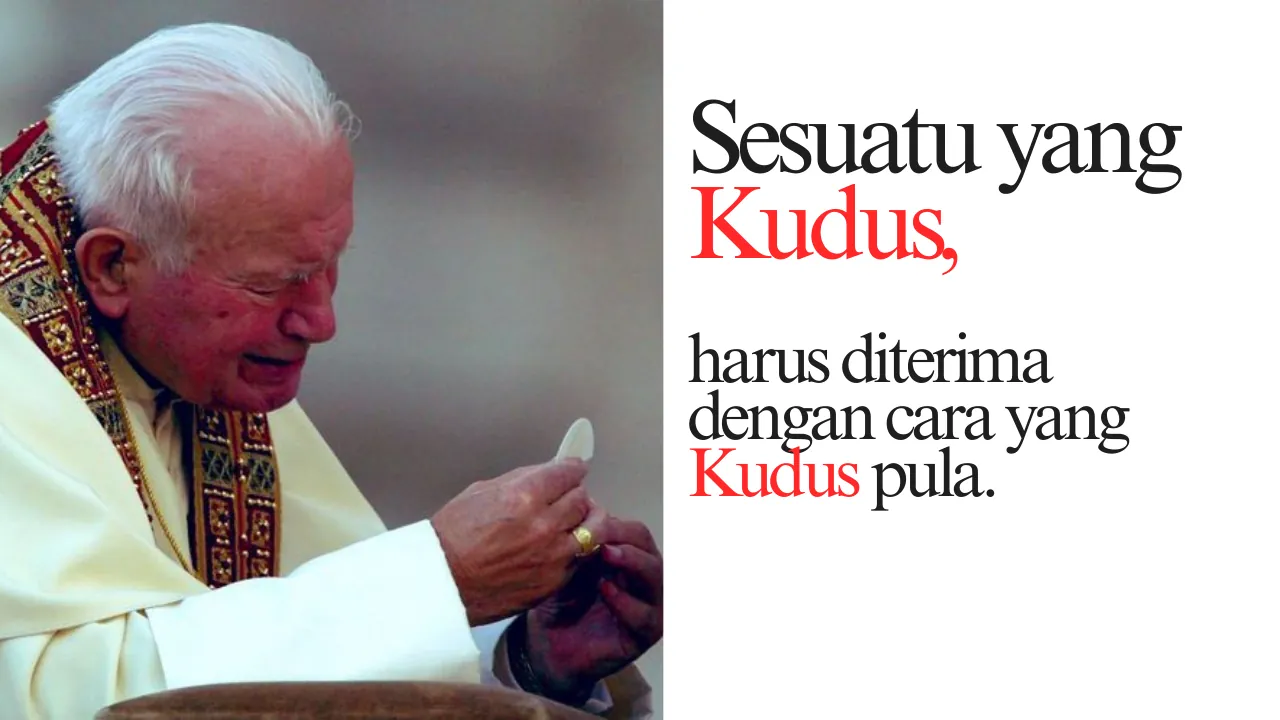 Sesuatu yang
Kudus,
harus diterima
dengan cara yang
Kudus pula.